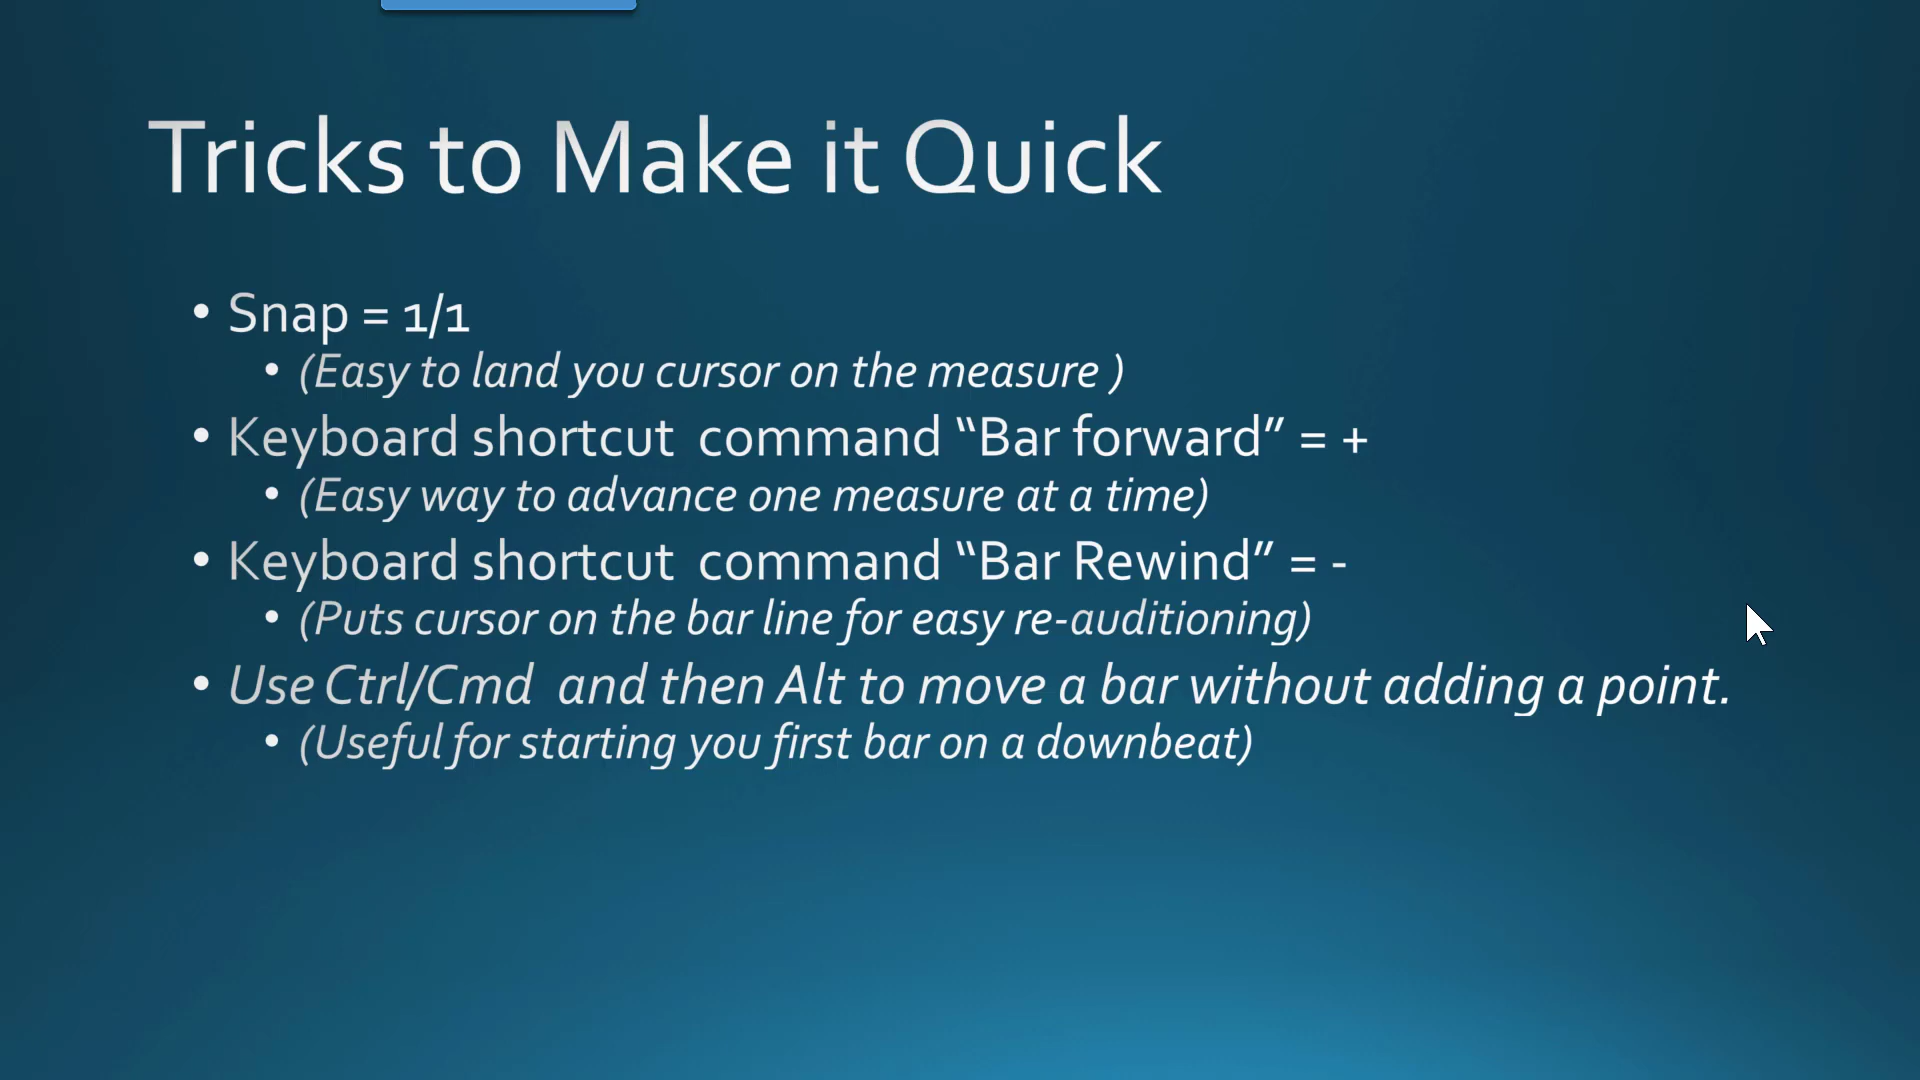 Tricks to Make it Quick
• Snap = 1/1
• (Easy to land you cursor on the measure )
• Keyboard shortcut  command “Bar forward” = +
• (Easy way to advance one measure at a time)
• Keyboard shortcut  command “Bar Rewind” = -
• (Puts cursor on the bar line for easy re-auditioning)
• Use Ctrl/Cmd  and then Alt to move a bar without adding a point.
• (Useful for starting you first bar on a downbeat)